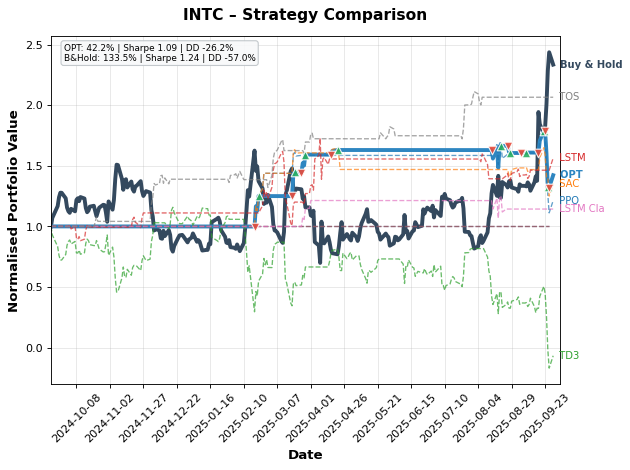 INTC – Strategy Comparison
OPT: 42.2% | Sharpe 1.09 | DD -26.2%
B&Hold: 133.5% | Sharpe 1.24 | DD -57.0%
Normalised Portfolio Value
2.5
2.0
1.5
1.0
0.5
0.0
Buy & Hold
TOS
LSTM
OPT
SAC
PPO
LSTM Cla
TD3
2024-10-08
2024-11-02
2024-11-27
2024-12-22
2025-01-16
2025-02-10
2025-03-07
2025-04-01
2025-04-26
2025-05-21
2025-06-15
2025-07-10
2025-08-04
2025-08-29
2025-09-23
Date